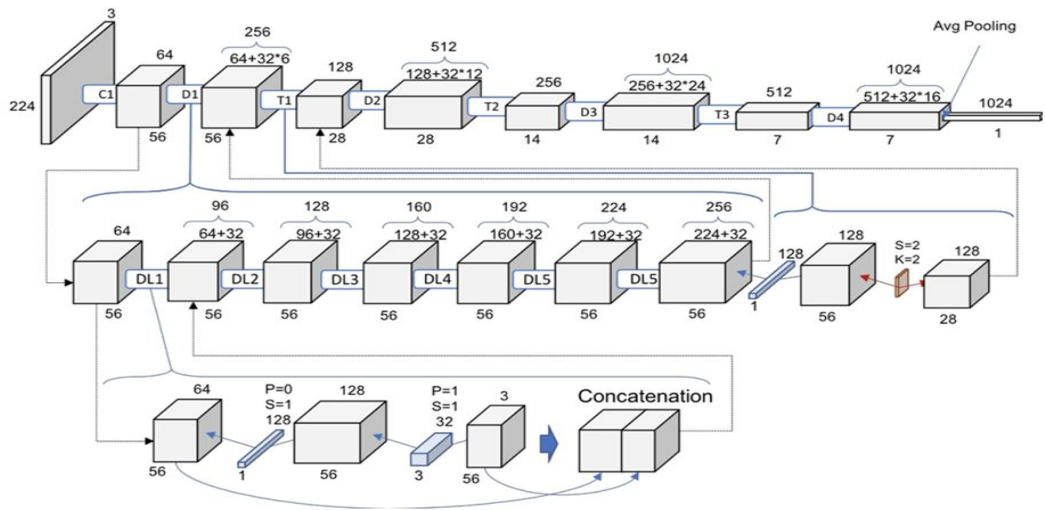 3
224
C1
64
56
D1
256
64+32*6
56
T1
128
28
D2
512
128+32*12
28
T2
256
14
D3
1024
256+32*24
14
T3
512
7
D4
1024
512+32*16
7
Avg Pooling
1024
1
64
56
DL1
96
64+32
56
DL2
128
96+32
56
DL3
160
128+32
56
DL4
192
160+32
56
DL5
224
192+32
56
DL5
256
224+32
56
128
1
128
56
S=2
K=2
128
28
64
56
P=0
S=1
128
1
128
56
P=1
S=1
32
3
3
56
Concatenation